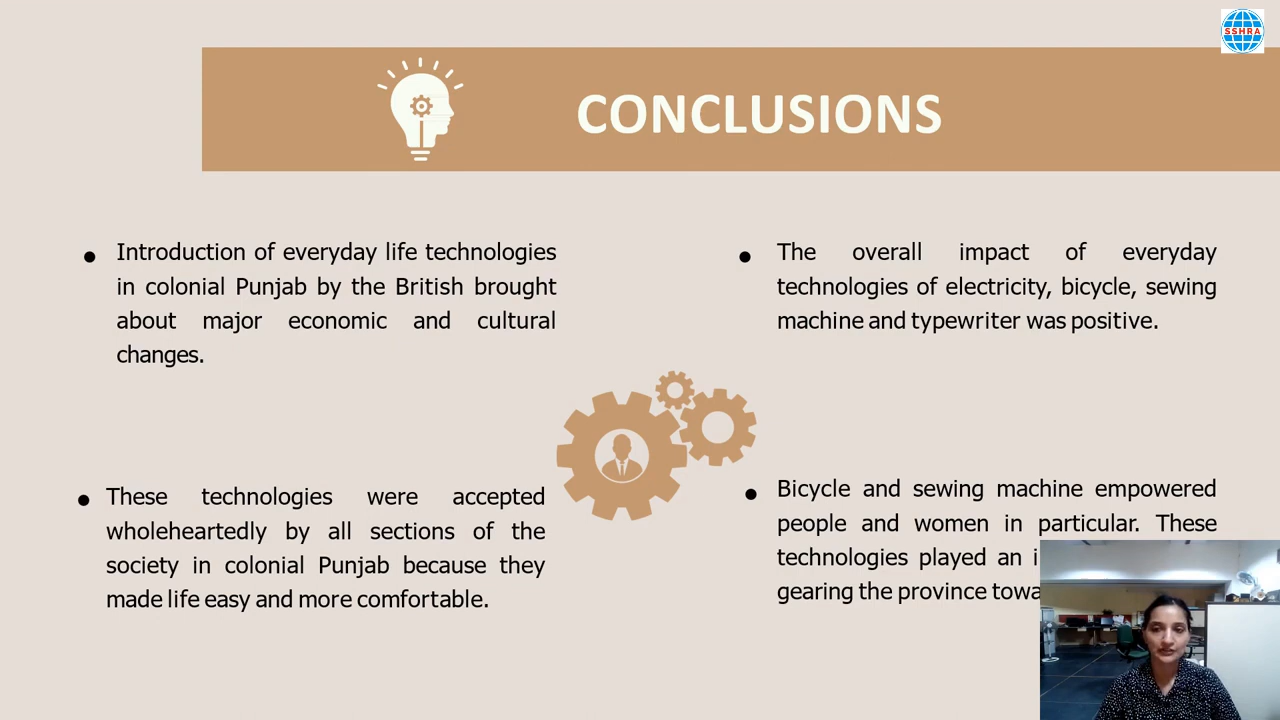 SSHRA
CONCLUSIONS
Introduction of everyday life technologies
in colonial Punjab by the British brought
about major economic and cultural
changes.
The overall impact of everyday
technologies of electricity, bicycle, sewing
machine and typewriter was positive.
These technologies were accepted
wholeheartedly by all sections of the
society in colonial Punjab because they
made life easy and more comfortable.
Bicycle and sewing machine empowered
people and women in particular. These
technologies played an
gearing the province